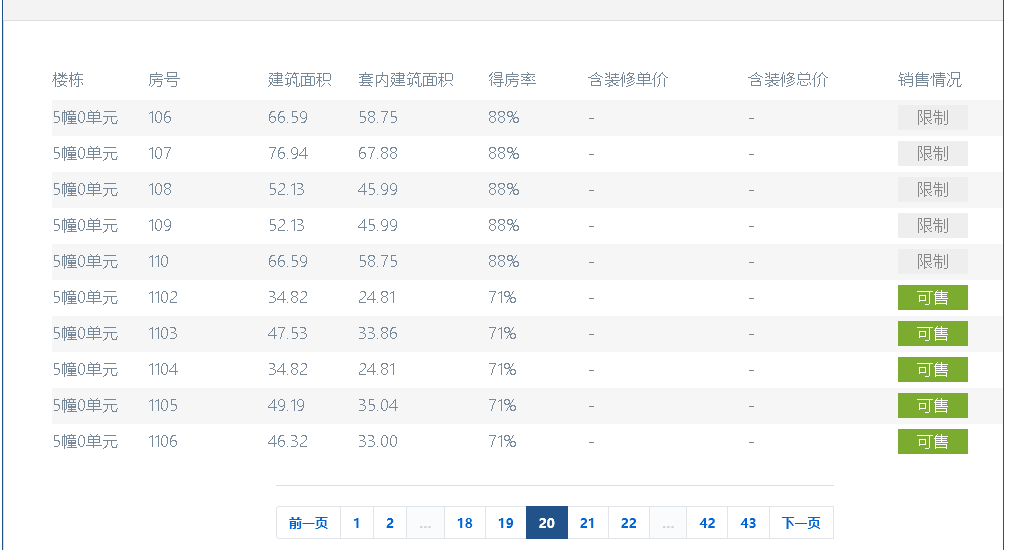 楼栋 房号 建筑面积 套内建筑面积 得房率 含装修单价 含装修总价 销售情况
5幢0单元 106 66.59 58.75 88% - - 限制
5幢0单元 107 76.94 67.88 88% - - 限制
5幢0单元 108 52.13 45.99 88% - - 限制
5幢0单元 109 52.13 45.99 88% - - 限制
5幢0单元 110 66.59 58.75 88% - - 限制
5幢0单元 1102 34.82 24.81 71% - - 可售
5幢0单元 1103 47.53 33.86 71% - - 可售
5幢0单元 1104 34.82 24.81 71% - - 可售
5幢0单元 1105 49.19 35.04 71% - - 可售
5幢0单元 1106 46.32 33.00 71% - - 可售
前一页 1 2 ... 18 19 20 21 22 ... 42 43 下一页